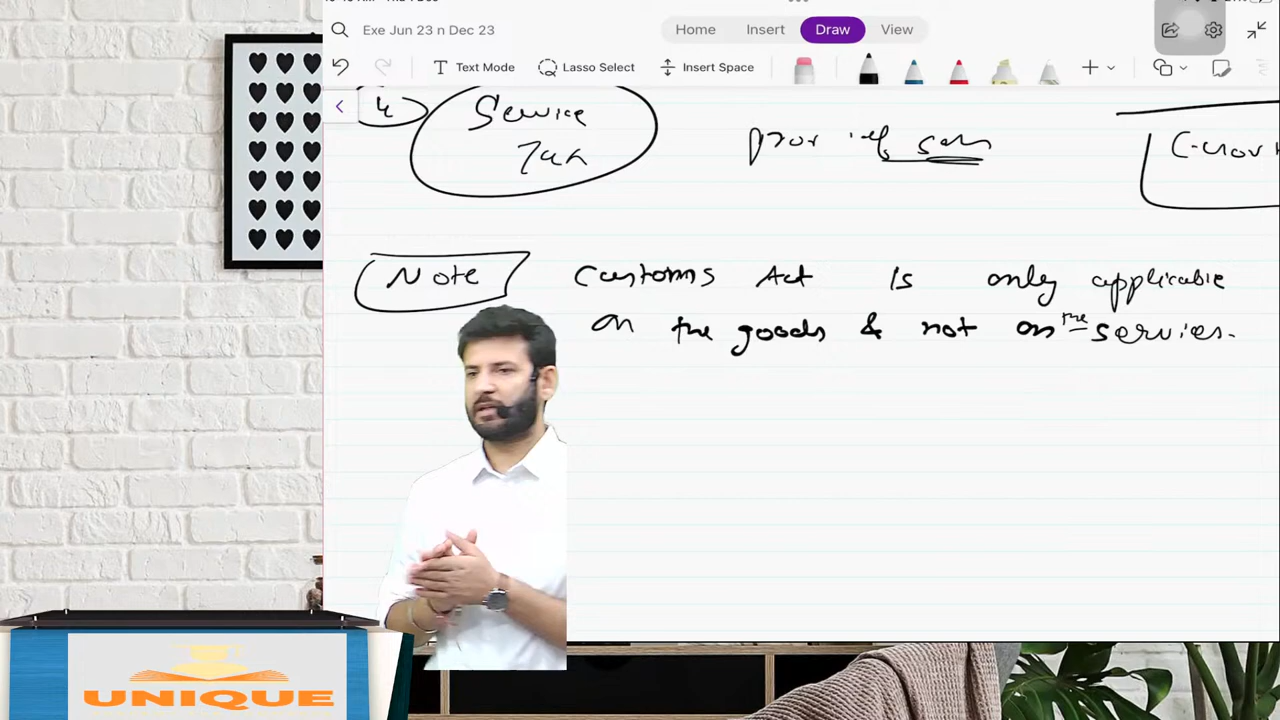 Exe Jun 23 n Dec 23
Home Insert Draw View
Text Mode Lasso Select Insert Space
4 Service
Tax
Note Customs Act is only applicable
on the goods & not on the services.
UNIQUE